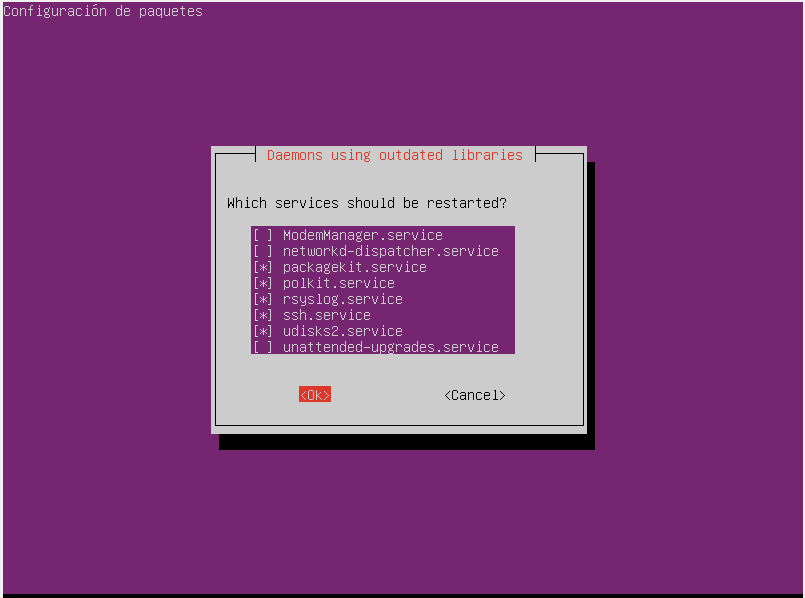 Configuración de paquetes
Daemons using outdated libraries
Which services should be restarted?
[ ] ModemManager.service
[ ] networkd-dispatcher.service
[*] packagekit.service
[*] polkit.service
[*] rsyslog.service
[*] ssh.service
[*] udisks2.service
[ ] unattended-upgrades.service
<Ok> <Cancel>